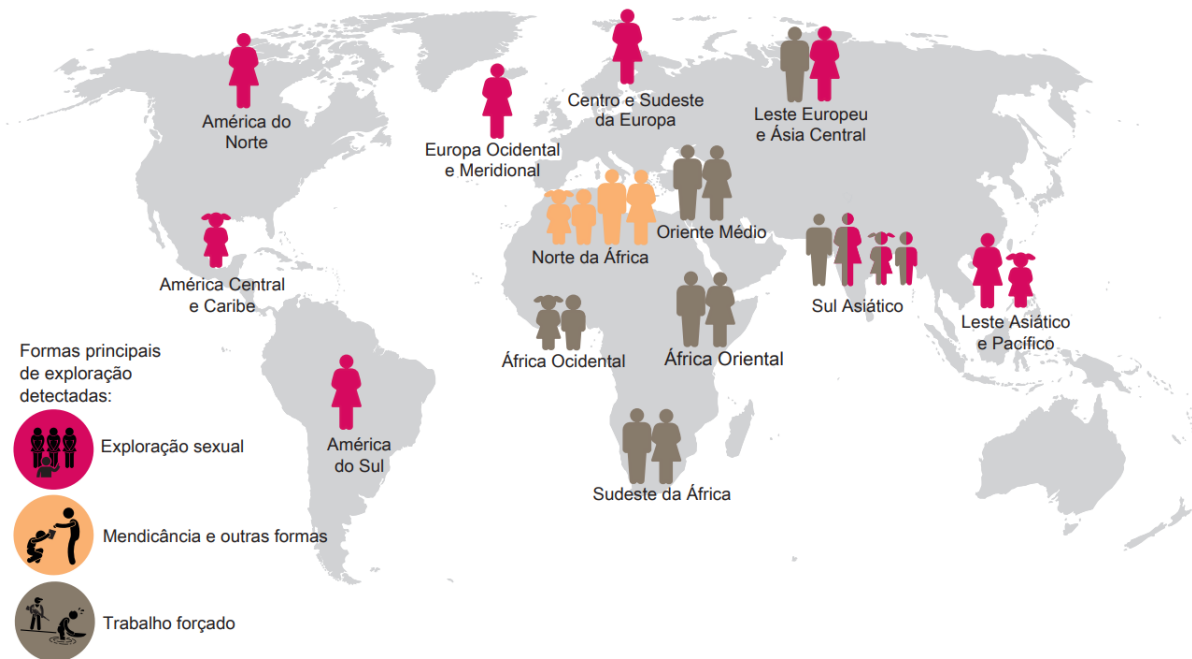 América do
Norte
Centro e Sudeste
da Europa
Leste Europeu
e Ásia Central
Europa Ocidental
e Meridional
Oriente Médio
Norte da África
América Central
e Caribe
Sul Asiático
Leste Asiático
e Pacífico
África Ocidental
África Oriental
América
do Sul
Sudeste da África
Formas principais
de exploração
detectadas:
Exploração sexual
Mendicância e outras formas
Trabalho forçado